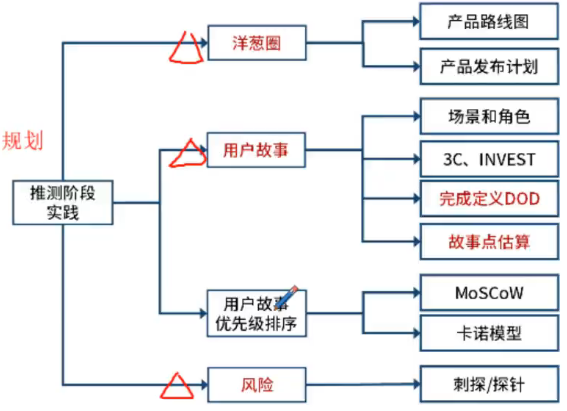 规划
推测阶段
实践
洋葱圈
产品路线图
产品发布计划
用户故事
场景和角色
3C、INVEST
完成定义DOD
故事点估算
用户故事
优先级排序
MoSCoW
卡诺模型
风险
刺探/探针